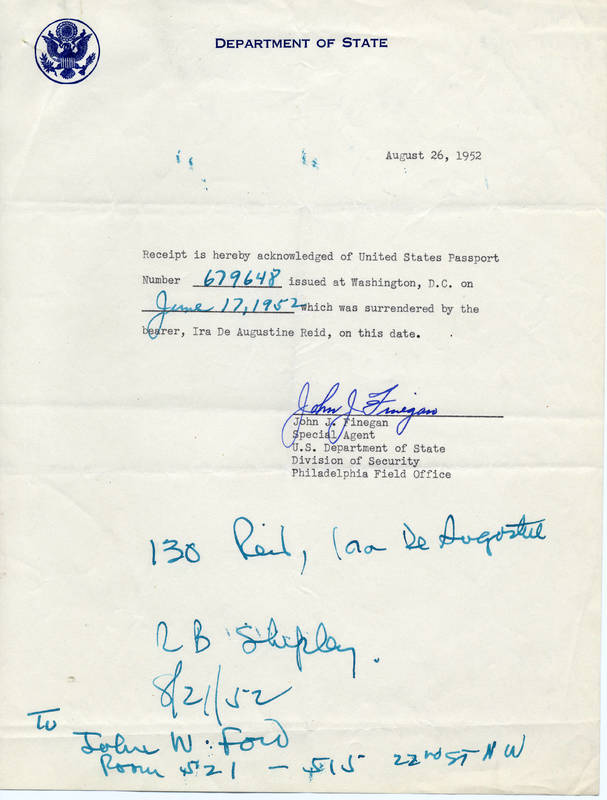 DEPARTMENT OF STATE
August 26, 1952
Receipt is hereby acknowledged of United States Passport
Number 679648 issued at Washington, D.C. on
June 17, 1952 which was surrendered by the
bearer, Ira De Augustine Reid, on this date.
John J Finegan
John J. Finegan
Special Agent
U.S. Department of State
Division of Security
Philadelphia Field Office
130 Reid, Ira De Augustine
R B Shipley.
8/21/52
To
John W. Ford
Room 521 - 515 22nd ST N W